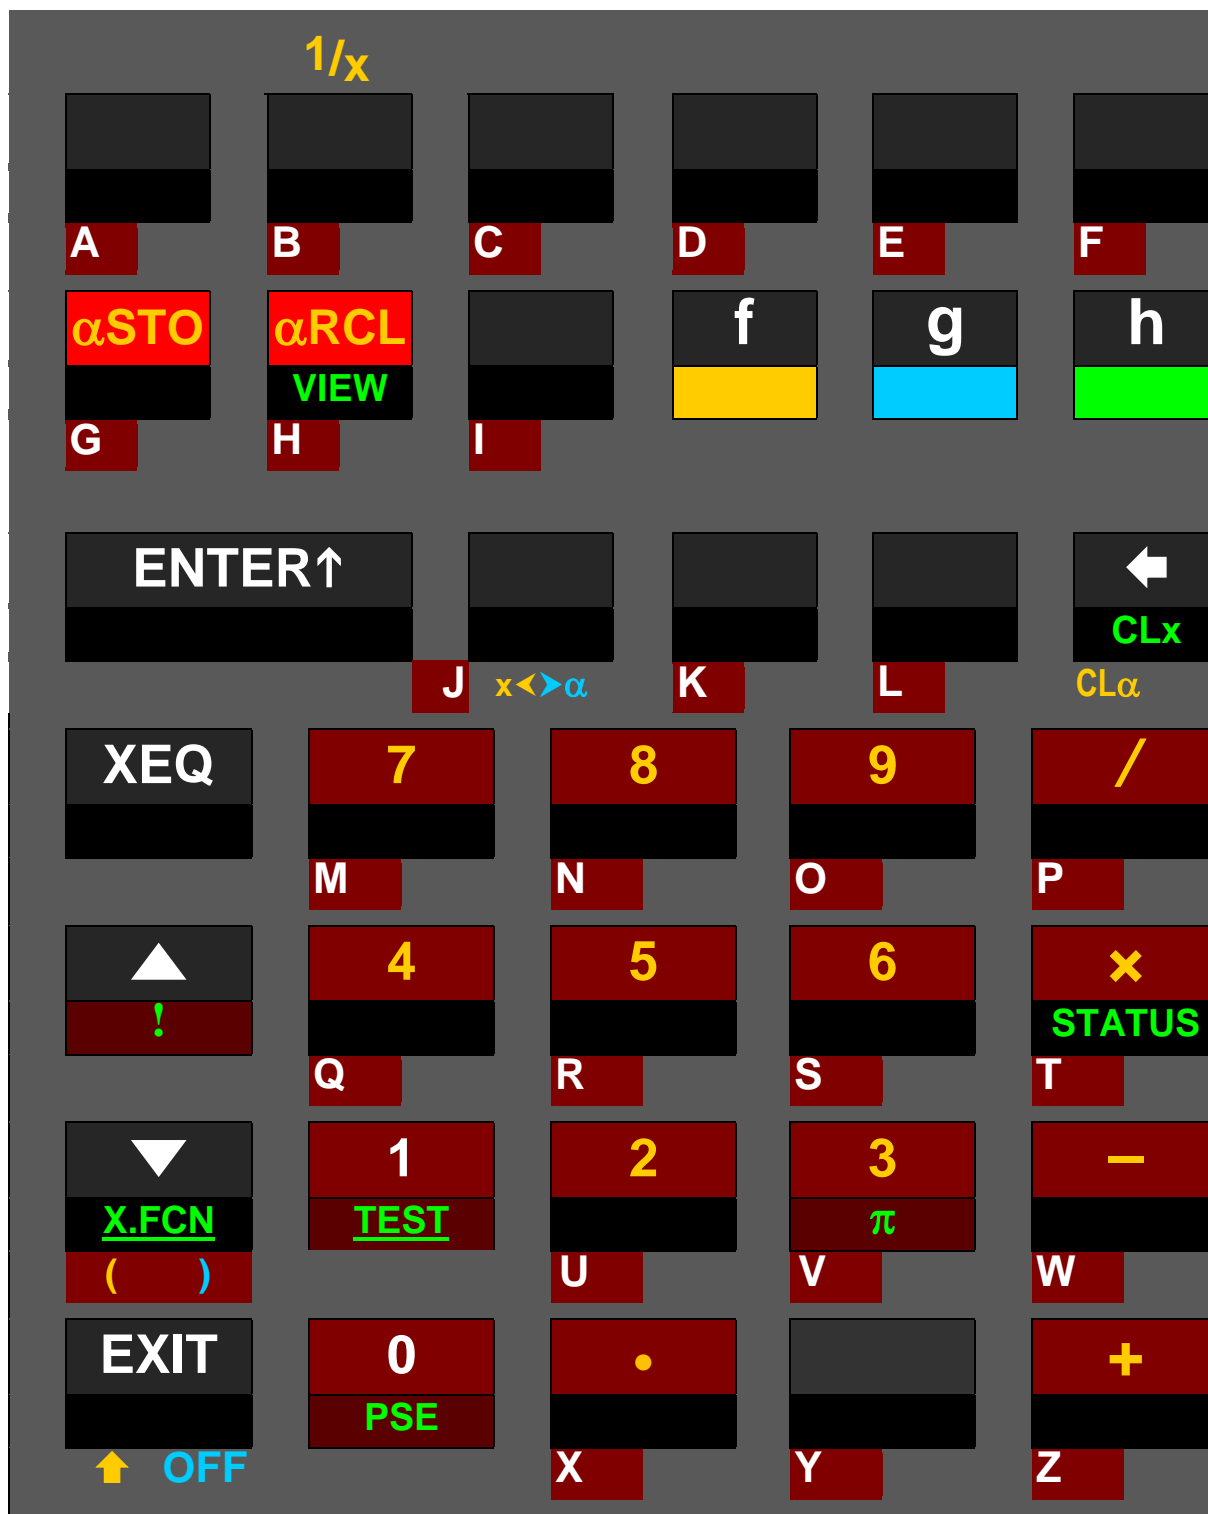 1/x
A B C D E F
αSTO αRCL f g h
VIEW
G H I
ENTER↑ 🡄
CLx
J x<>α K L CLα
XEQ 7 8 9 /
M N O P
▲ 4 5 6 ×
! STATUS
Q R S T
▼ 1 2 3 −
X.FCN TEST π
( ) U V W
EXIT 0 . +
PSE
⬆ OFF X Y Z